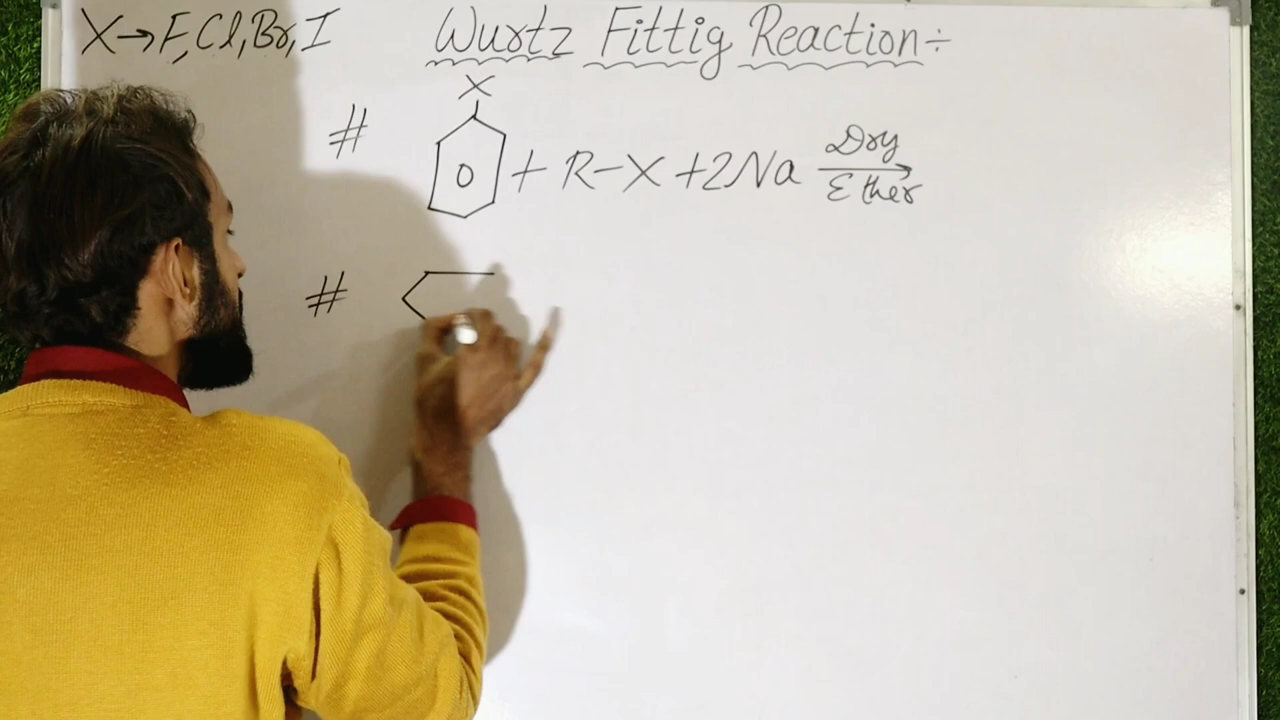 X→F,Cl,Br,I
Wurtz Fittig Reaction÷
X
# + R-X +2Na Dry
Ether
#